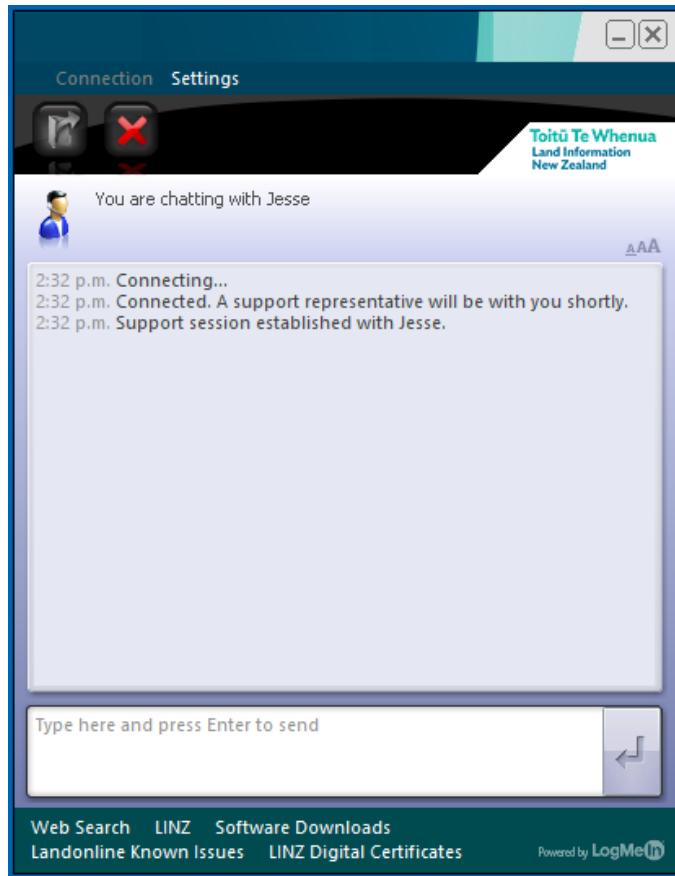 Connection Settings
Toitū Te Whenua
Land Information
New Zealand
You are chatting with Jesse
AAA
2:32 p.m. Connecting...
2:32 p.m. Connected. A support representative will be with you shortly.
2:32 p.m. Support session established with Jesse.
Type here and press Enter to send
Web Search LINZ Software Downloads
Landonline Known Issues LINZ Digital Certificates
Powered by LogMeIn